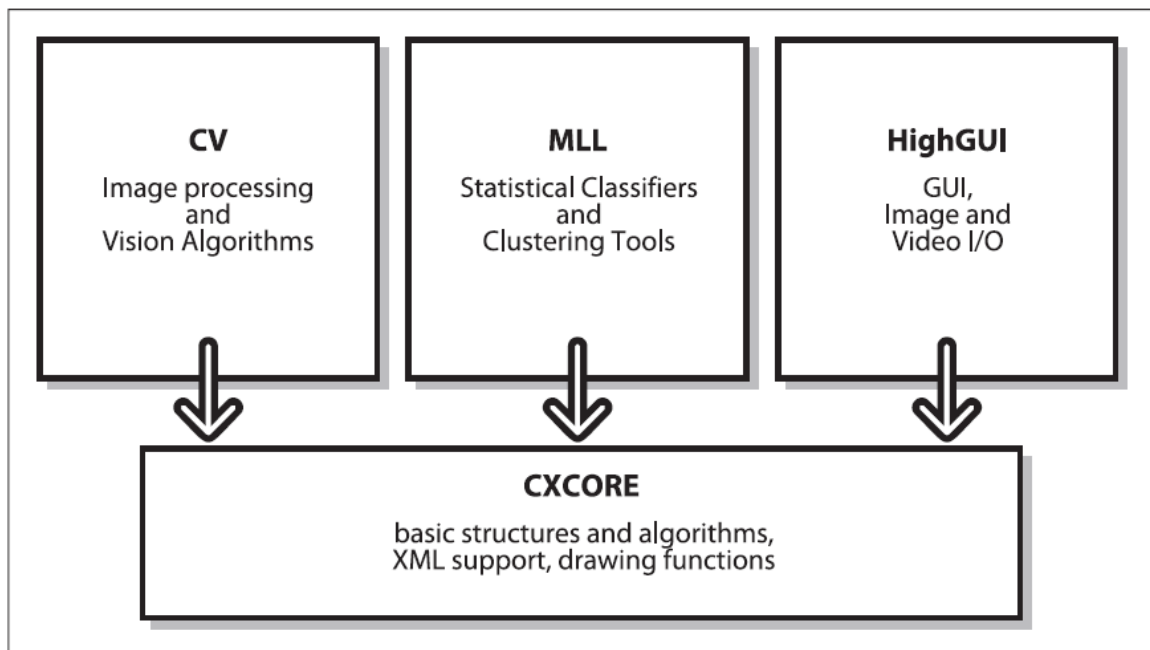 CV
Image processing
and
Vision Algorithms
MLL
Statistical Classifiers
and
Clustering Tools
HighGUI
GUI,
Image and
Video I/O
CXCORE
basic structures and algorithms,
XML support, drawing functions